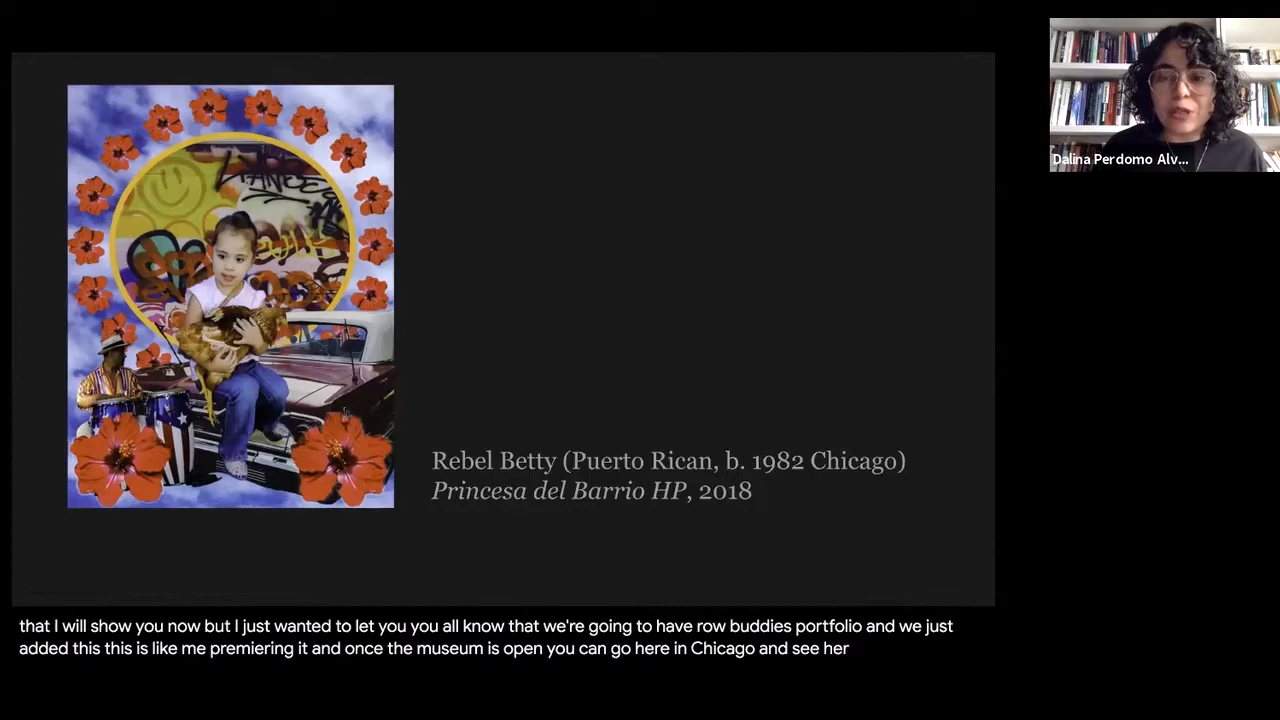 Rebel Betty (Puerto Rican, b. 1982 Chicago)
Princesa del Barrio HP, 2018
Dalina Perdomo Alv...
that I will show you now but I just wanted to let you you all know that we're going to have row buddies portfolio and we just
added this this is like me premiering it and once the museum is open you can go here in Chicago and see her